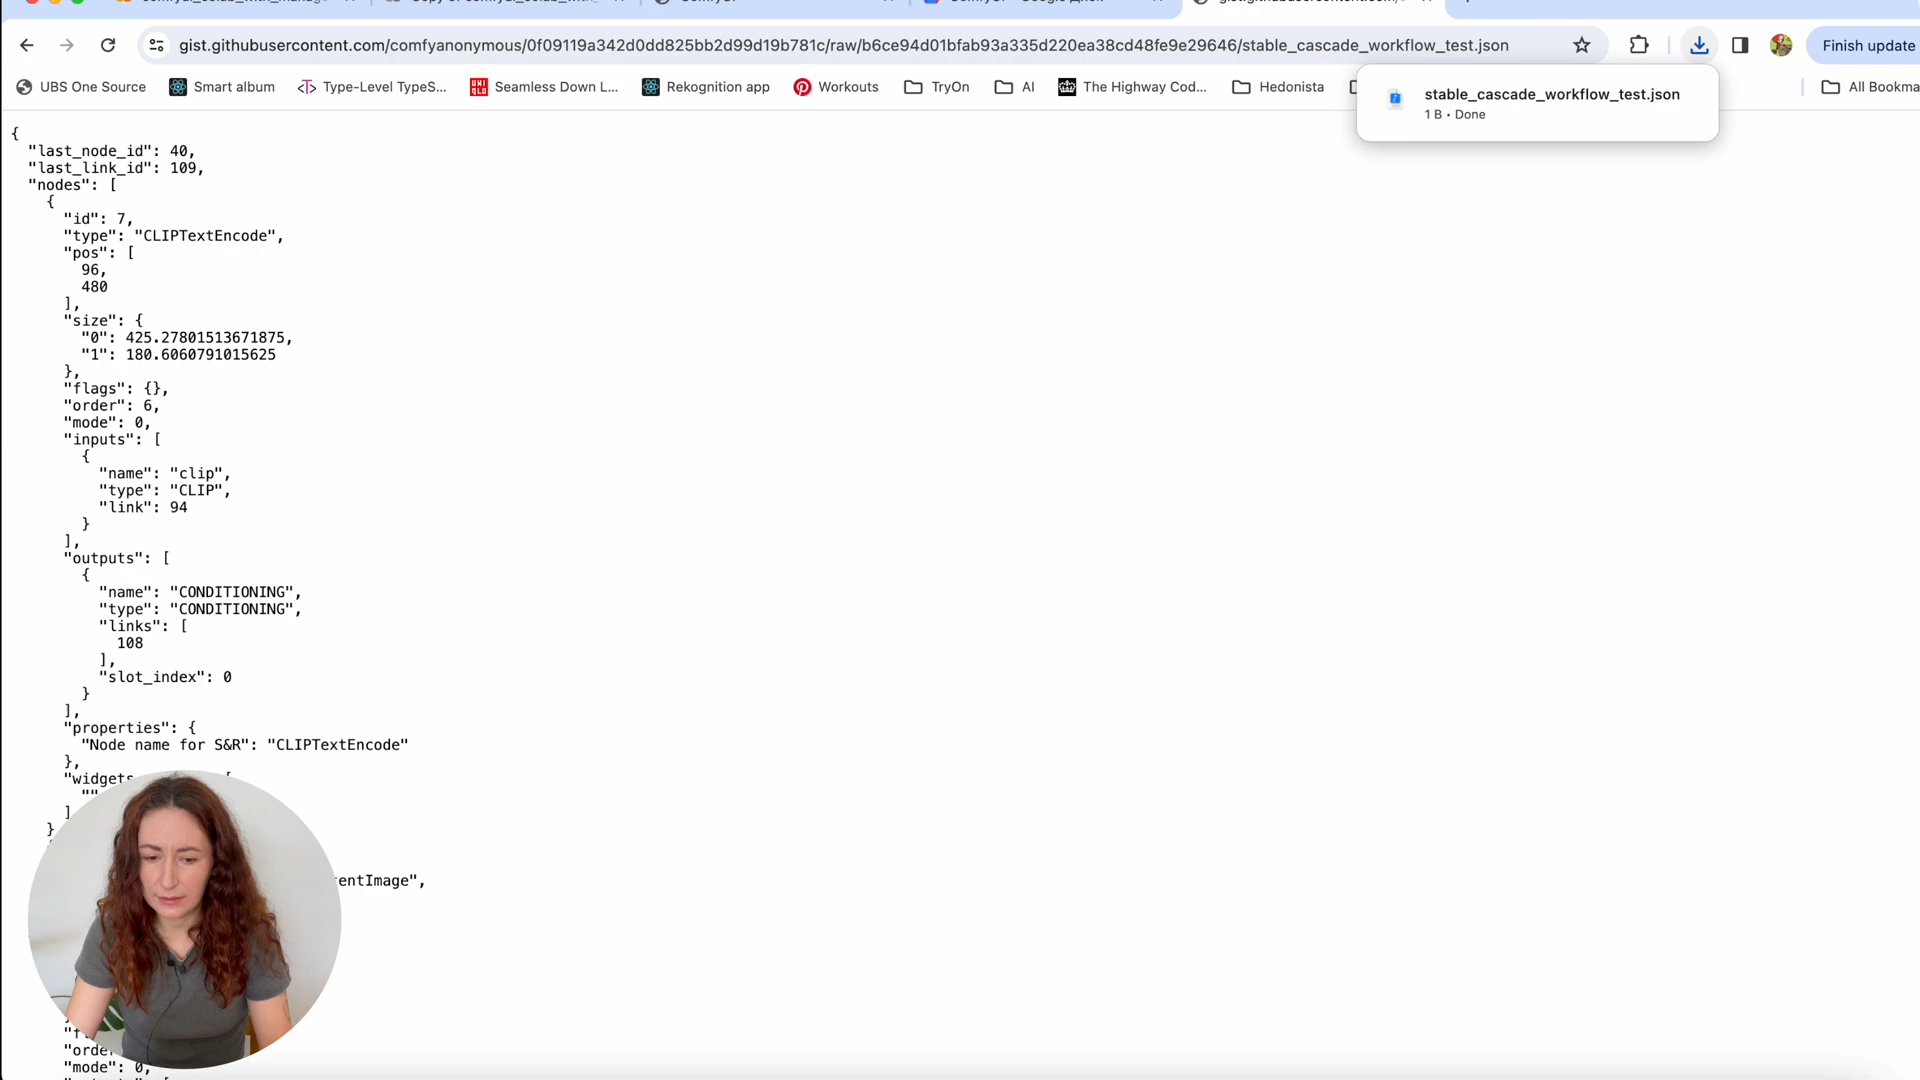 gist.githubusercontent.com/comfyanonymous/0f09119a342d0dd825bb2d99d19b781c/raw/b6ce94d01bfab93a335d220ea38cd48fe9e29646/stable_cascade_workflow_test.json
Finish update
UBS One Source
Smart album
Type-Level TypeS...
Seamless Down L...
Rekognition app
Workouts
TryOn
AI
The Highway Cod...
Hedonista
All Bookma
stable_cascade_workflow_test.json
1 B • Done
{
"last_node_id": 40,
"last_link_id": 109,
"nodes": [
{
"id": 7,
"type": "CLIPTextEncode",
"pos": [
96,
480
],
"size": {
"0": 425.27801513671875,
"1": 180.6060791015625
},
"flags": {},
"order": 6,
"mode": 0,
"inputs": [
{
"name": "clip",
"type": "CLIP",
"link": 94
}
],
"outputs": [
{
"name": "CONDITIONING",
"type": "CONDITIONING",
"links": [
108
],
"slot_index": 0
}
],
"properties": {
"Node name for S&R": "CLIPTextEncode"
},
"widgets
""
]
}
entImage",
"order
"mode": 0,